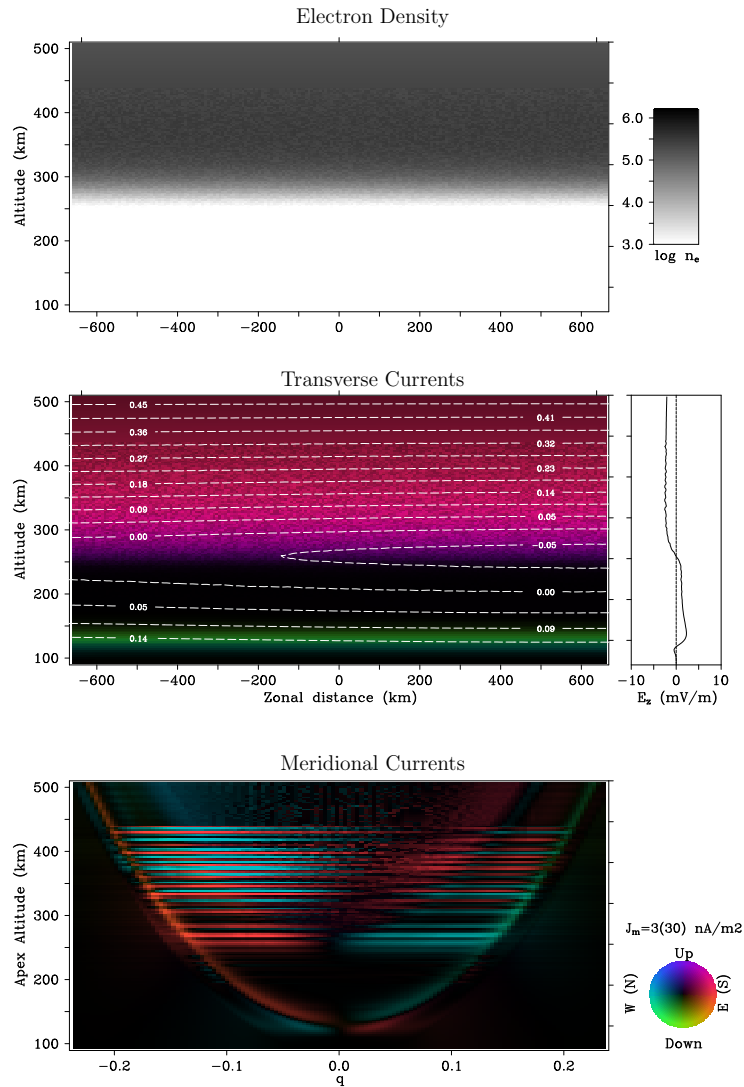 Electron Density
500
400
300
200
100
Altitude (km)
−600 −400 −200 0 200 400 600
6.0
5.0
4.0
3.0
log nₑ
Transverse Currents
500
400
300
200
100
Altitude (km)
0.45
0.41
0.36
0.32
0.27
0.23
0.18
0.14
0.09
0.05
0.00
−0.05
0.00
0.05
0.09
0.14
−600 −400 −200 0 200 400 600
Zonal distance (km)
−10 0 10
E_z (mV/m)
Meridional Currents
500
400
300
200
100
Apex Altitude (km)
−0.2 −0.1 0.0 0.1 0.2
q
Jₘ=3(30) nA/m2
Up
W (N)
E (S)
Down